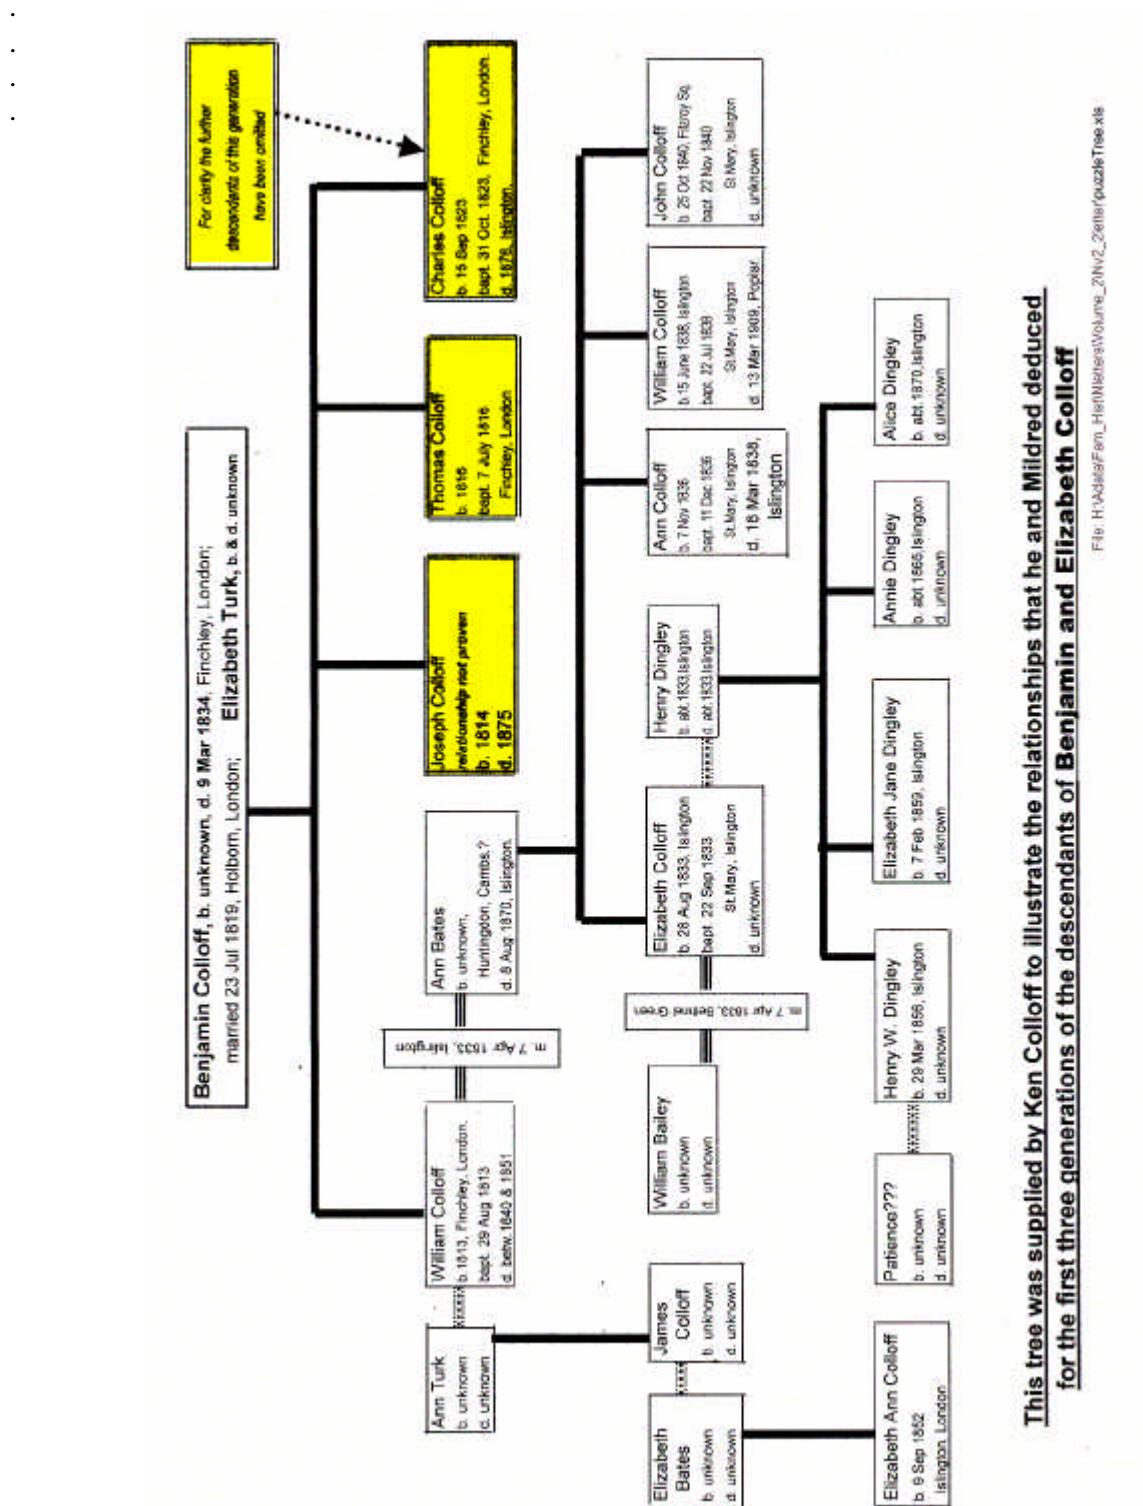 Benjamin Colloff, b. unknown, d. 9 Mar 1834, Finchley, London;
married 23 Jul 1819, Holborn, London; Elizabeth Turk, b. & d. unknown
For clarity the further
descendants of this generation
have been omitted
Ann Turk
b. unknown
d. unknown
xxxxxx
William Colloff
b. 1813, Finchley, London.
bapt. 29 Aug 1813
d. betw. 1840 & 1851
m. 7 Apr 1833, Islington
Ann Bates
b. unknown,
Huntington, Cambs.?
d. 8 Aug 1870, Islington.
Joseph Colloff
relationship not proven
b. 1814
d. 1875
Thomas Colloff
b. 1816
bapt. 7 July 1816
Finchley, London
Charles Colloff
b. 15 Sep 1823
bapt. 31 Oct. 1823, Finchley, London.
d. 1876, Islington.
Elizabeth
Bates
b. unknown
d. unknown
xxxx
James
Colloff
b. unknown
d. unknown
William Bailey
b. unknown
d. unknown
m. 7 Apr 1833, Bethnel Green
Elizabeth Colloff
b. 28 Aug 1833, Islington
bapt. 22 Sep 1833
St.Mary, Islington
d. unknown
Henry Dingley
b. abt.1833,Islington
d. abt.1833,Islington
Ann Colloff
b. 7 Nov 1836
bapt. 11 Dec 1836
St.Mary, Islington
d. 18 Mar 1838,
Islington
William Colloff
b.15 June 1838, Islington
bapt. 22 Jul 1838
St.Mary, Islington
d. 13 Mar 1909, Poplar.
John Colloff
b. 25 Oct 1840, Fitzroy Sq,
bapt. 22 Nov 1840
St Mary, Islington
d. unknown
Elizabeth Ann Colloff
b. 9 Sep 1852
Islington. London
Patience???
b. unknown
d. unknown
xxxxxxx
Henry W. Dingley
b. 29 Mar 1856, Islington
d. unknown
Elizabeth Jane Dingley
b. 7 Feb 1859, Islington
d. unknown
Annie Dingley
b. abt 1865,Islington
d. unknown
Alice Dingley
b. abt.1870,Islington
d. unknown
This tree was supplied by Ken Colloff to illustrate the relationships that he and Mildred deduced
for the first three generations of the descendants of Benjamin and Elizabeth Colloff